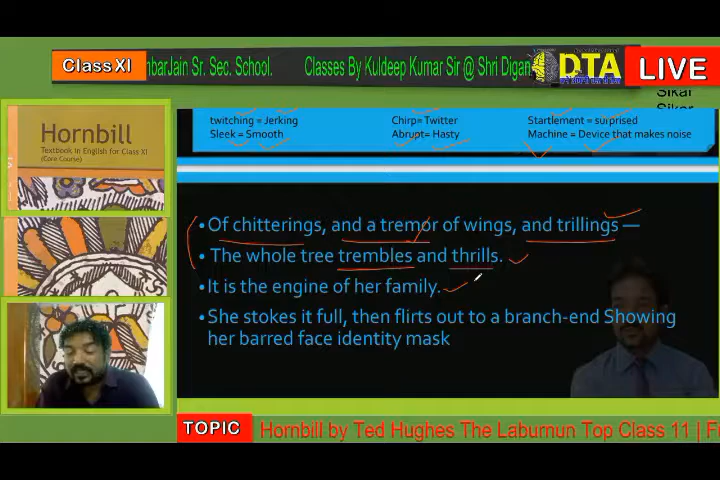 Class XI
nbarJain Sr. Sec. School. Classes By Kuldeep Kumar Sir @ Shri Digan
DTA
LIVE
Sikar
Hornbill
Textbook in English for Class XI
(Core Course)
twitching = Jerking Chirp= Twitter Startlement = surprised
Sleek = Smooth Abrupt= Hasty Machine = Device that makes noise
• Of chitterings, and a tremor of wings, and trillings —
• The whole tree trembles and thrills.
• It is the engine of her family.
• She stokes it full, then flirts out to a branch-end Showing
her barred face identity mask
TOPIC
Hornbill by Ted Hughes The Laburnun Top Class 11 | F